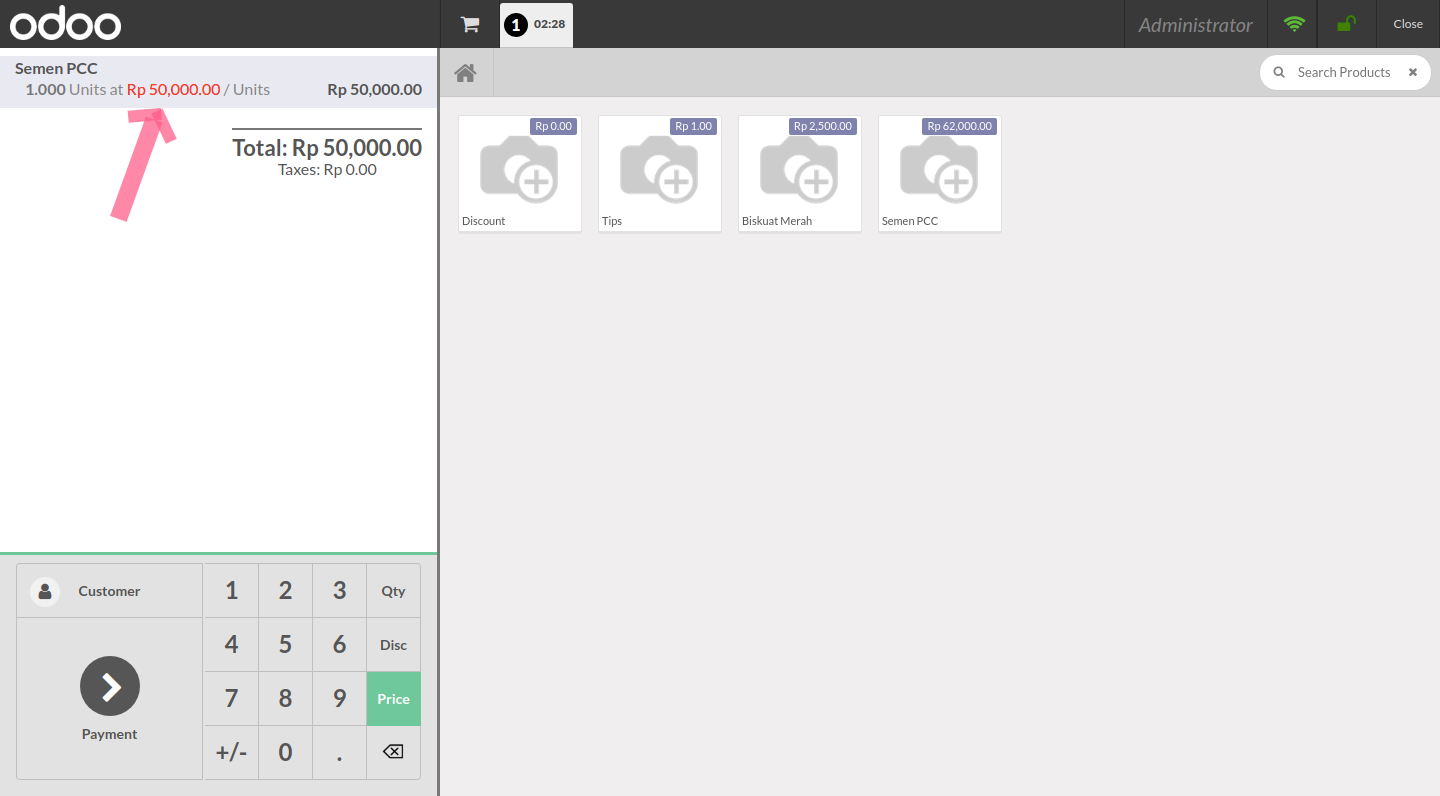 odoo
1 02:28
Administrator
Close
Semen PCC
1.000 Units at Rp 50,000.00 / Units Rp 50,000.00
Total: Rp 50,000.00
Taxes: Rp 0.00
Search Products
Rp 0.00
Discount
Rp 1.00
Tips
Rp 2,500.00
Biskuat Merah
Rp 62,000.00
Semen PCC
Customer
Payment
1 2 3 Qty
4 5 6 Disc
7 8 9 Price
+/- 0 .